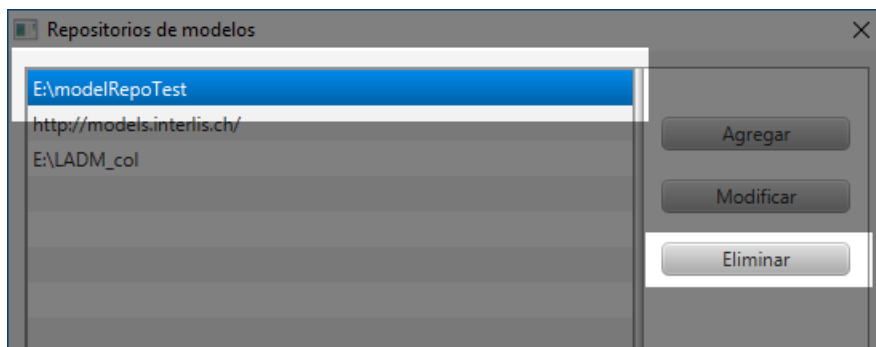 Repositorios de modelos
E:\modelRepoTest
http://models.interlis.ch/
E:\LADM_col
Agregar
Modificar
Eliminar